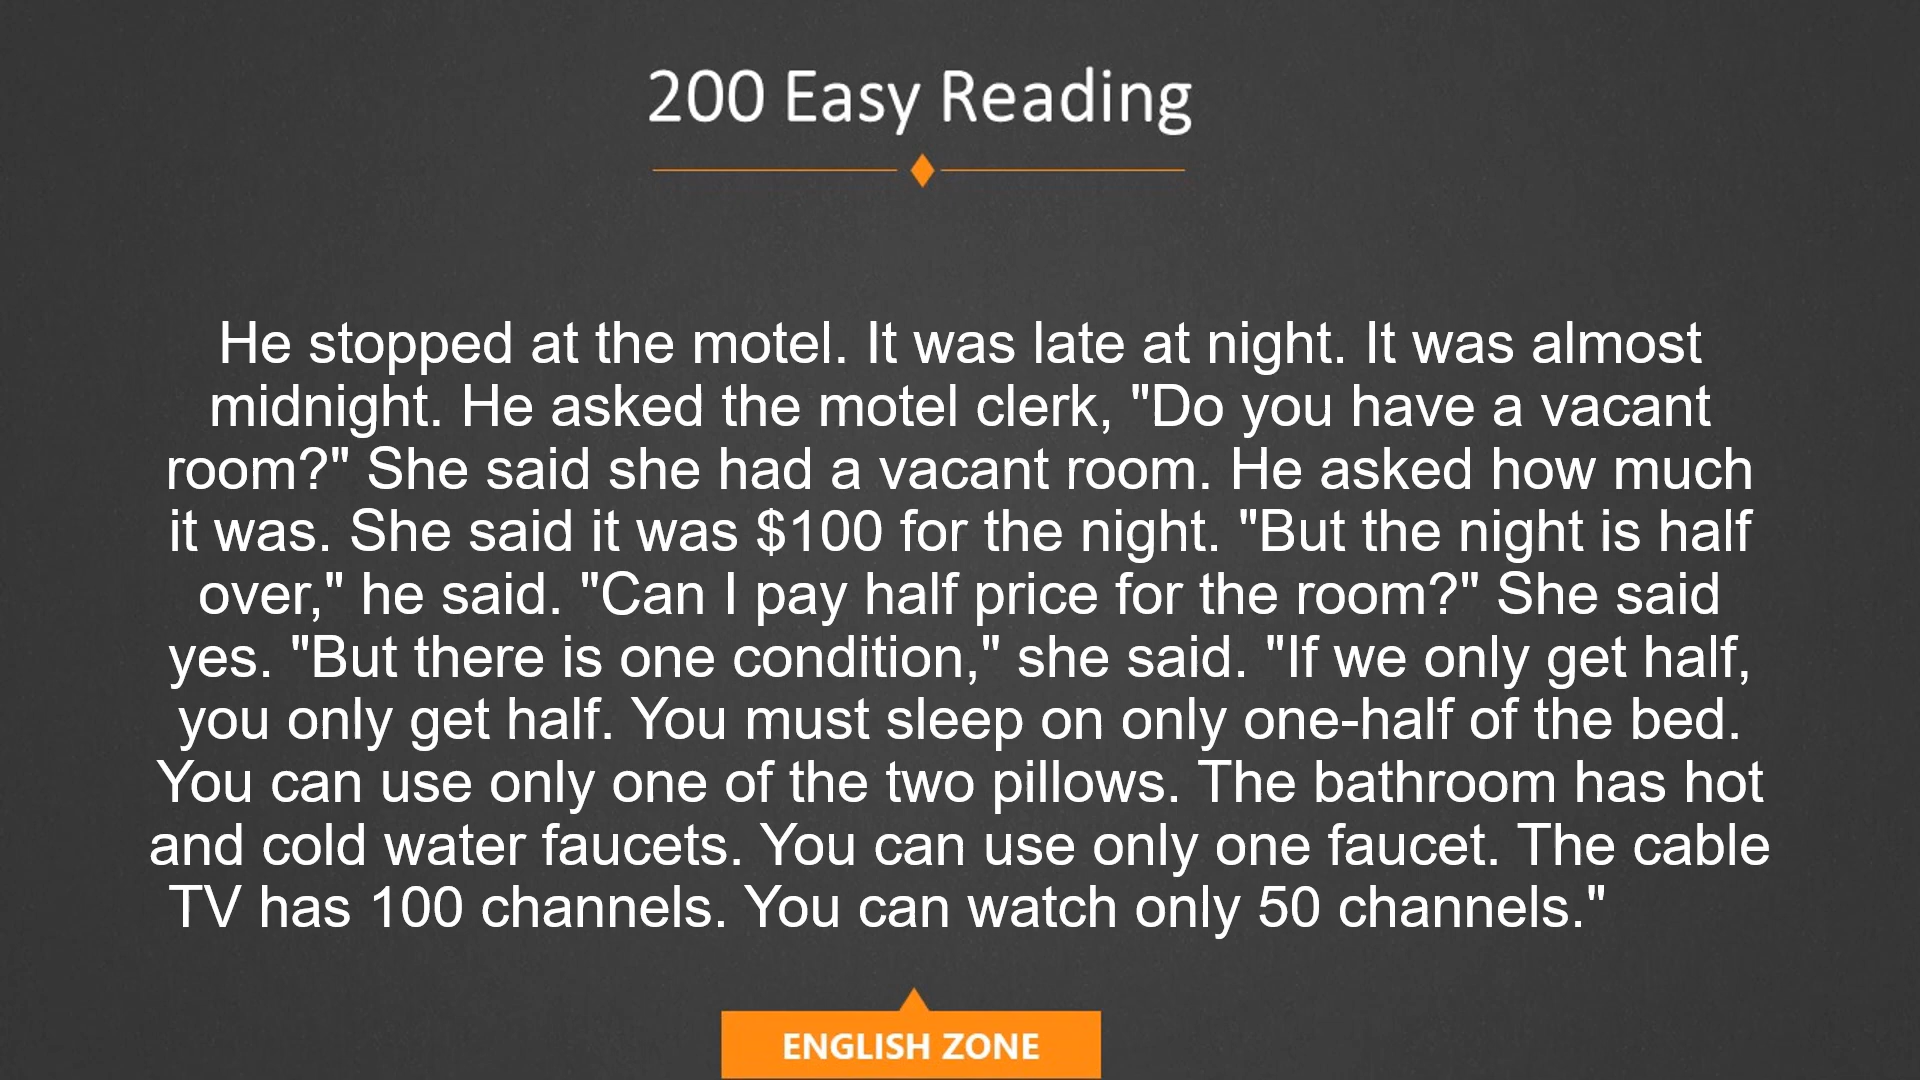 200 Easy Reading
He stopped at the motel. It was late at night. It was almost
midnight. He asked the motel clerk, "Do you have a vacant
room?" She said she had a vacant room. He asked how much
it was. She said it was $100 for the night. "But the night is half
over," he said. "Can I pay half price for the room?" She said
yes. "But there is one condition," she said. "If we only get half,
you only get half. You must sleep on only one-half of the bed.
You can use only one of the two pillows. The bathroom has hot
and cold water faucets. You can use only one faucet. The cable
TV has 100 channels. You can watch only 50 channels."
ENGLISH ZONE